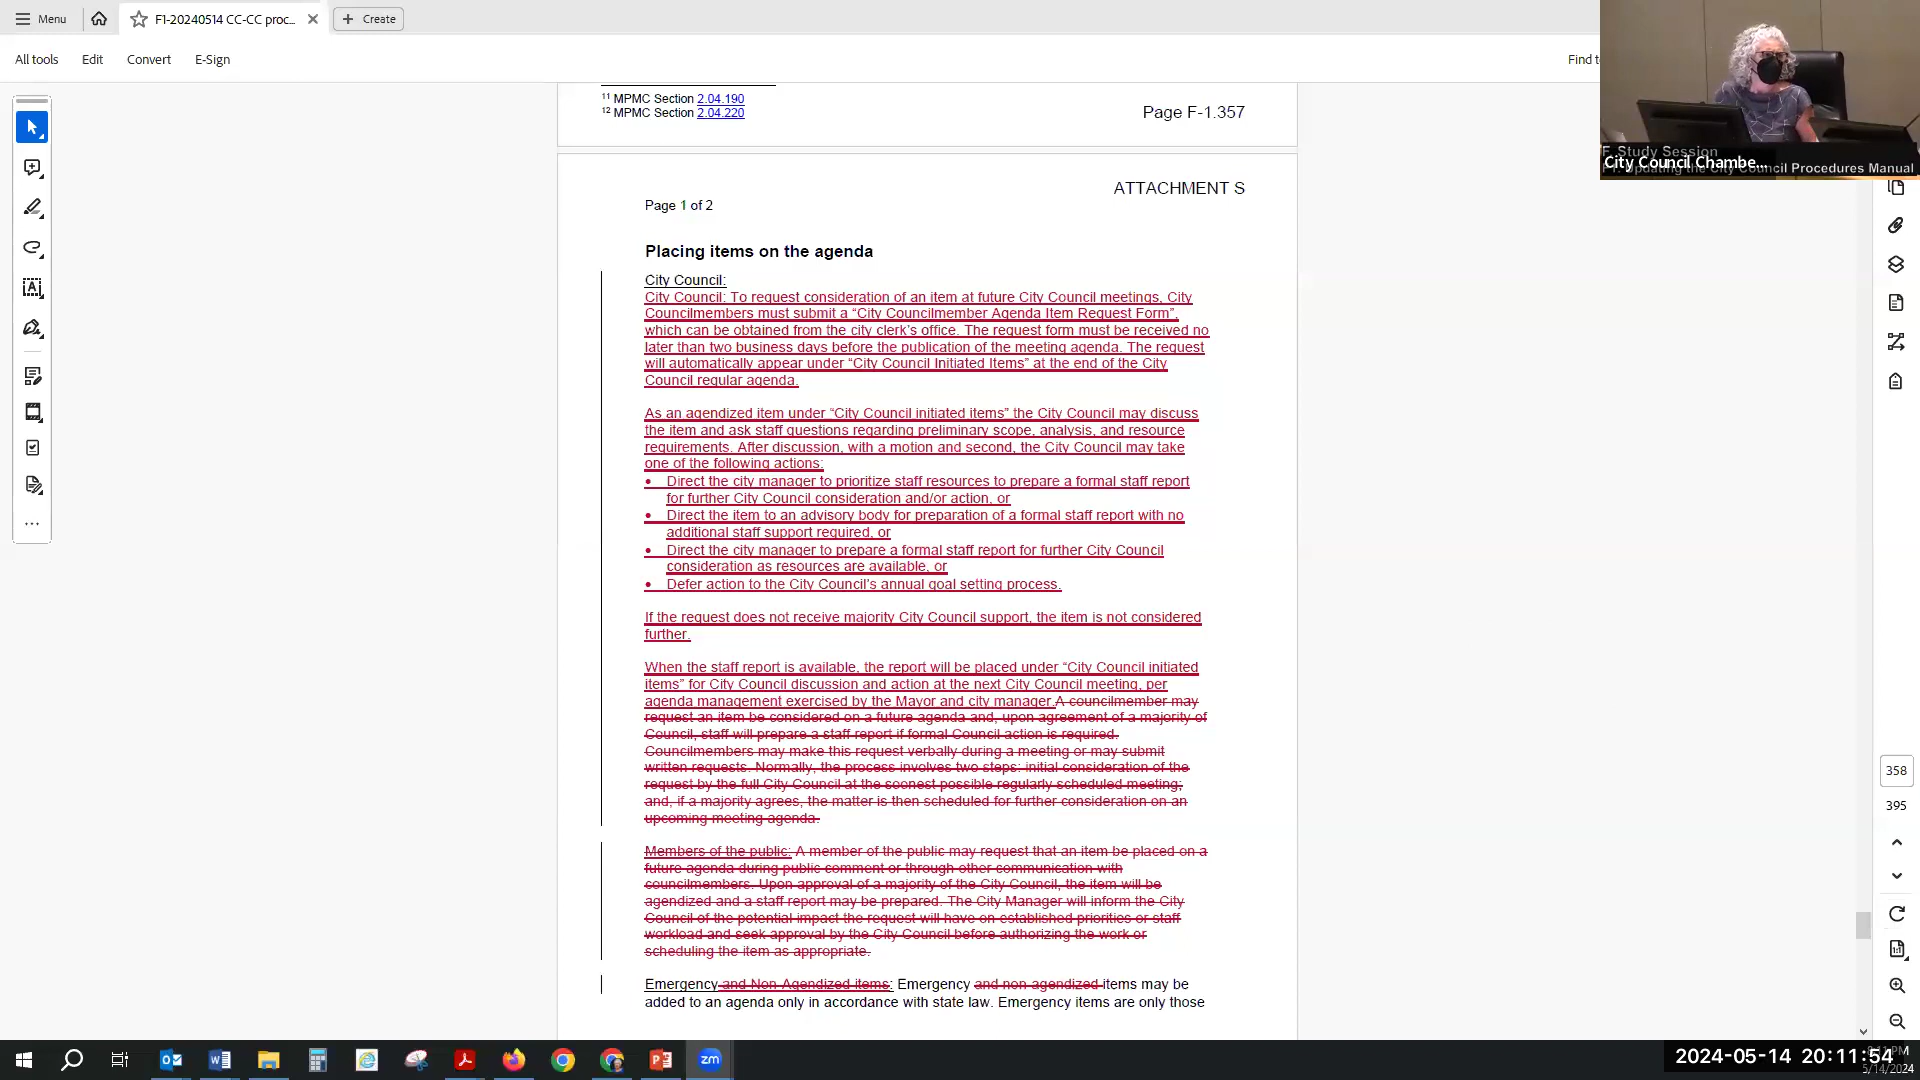 Menu
F1-20240514 CC-CC proc...
Create
All tools
Edit
Convert
E-Sign
Find t
11 MPMC Section 2.04.190
12 MPMC Section 2.04.220
Page F-1.357
ATTACHMENT S
Page 1 of 2
Placing items on the agenda
City Council:
City Council: To request consideration of an item at future City Council meetings, City
Councilmembers must submit a “City Councilmember Agenda Item Request Form”,
which can be obtained from the city clerk’s office. The request form must be received no
later than two business days before the publication of the meeting agenda. The request
will automatically appear under “City Council Initiated Items” at the end of the City
Council regular agenda.
As an agendized item under “City Council initiated items” the City Council may discuss
the item and ask staff questions regarding preliminary scope, analysis, and resource
requirements. After discussion, with a motion and second, the City Council may take
one of the following actions:
• Direct the city manager to prioritize staff resources to prepare a formal staff report
for further City Council consideration and/or action, or
• Direct the item to an advisory body for preparation of a formal staff report with no
additional staff support required, or
• Direct the city manager to prepare a formal staff report for further City Council
consideration as resources are available, or
• Defer action to the City Council’s annual goal setting process.
If the request does not receive majority City Council support, the item is not considered
further.
When the staff report is available, the report will be placed under “City Council initiated
items” for City Council discussion and action at the next City Council meeting, per
agenda management exercised by the Mayor and city manager.A councilmember may
request an item be considered on a future agenda and, upon agreement of a majority of
Council, staff will prepare a staff report if formal Council action is required.
Councilmembers may make this request verbally during a meeting or may submit
written requests. Normally, the process involves two steps: initial consideration of the
request by the full City Council at the soonest possible regularly scheduled meeting;
and, if a majority agrees, the matter is then scheduled for further consideration on an
upcoming meeting agenda.
Members of the public: A member of the public may request that an item be placed on a
future agenda during public comment or through other communication with
councilmembers. Upon approval of a majority of the City Council, the item will be
agendized and a staff report may be prepared. The City Manager will inform the City
Council of the potential impact the request will have on established priorities or staff
workload and seek approval by the City Council before authorizing the work or
scheduling the item as appropriate.
Emergency and Non-Agendized items: Emergency and non-agendized items may be
added to an agenda only in accordance with state law. Emergency items are only those
F. Study Session
City Council Chambe...
F1. Updating the City Council Procedures Manual
358
395
2024-05-14 20:11:54
5/14/2024